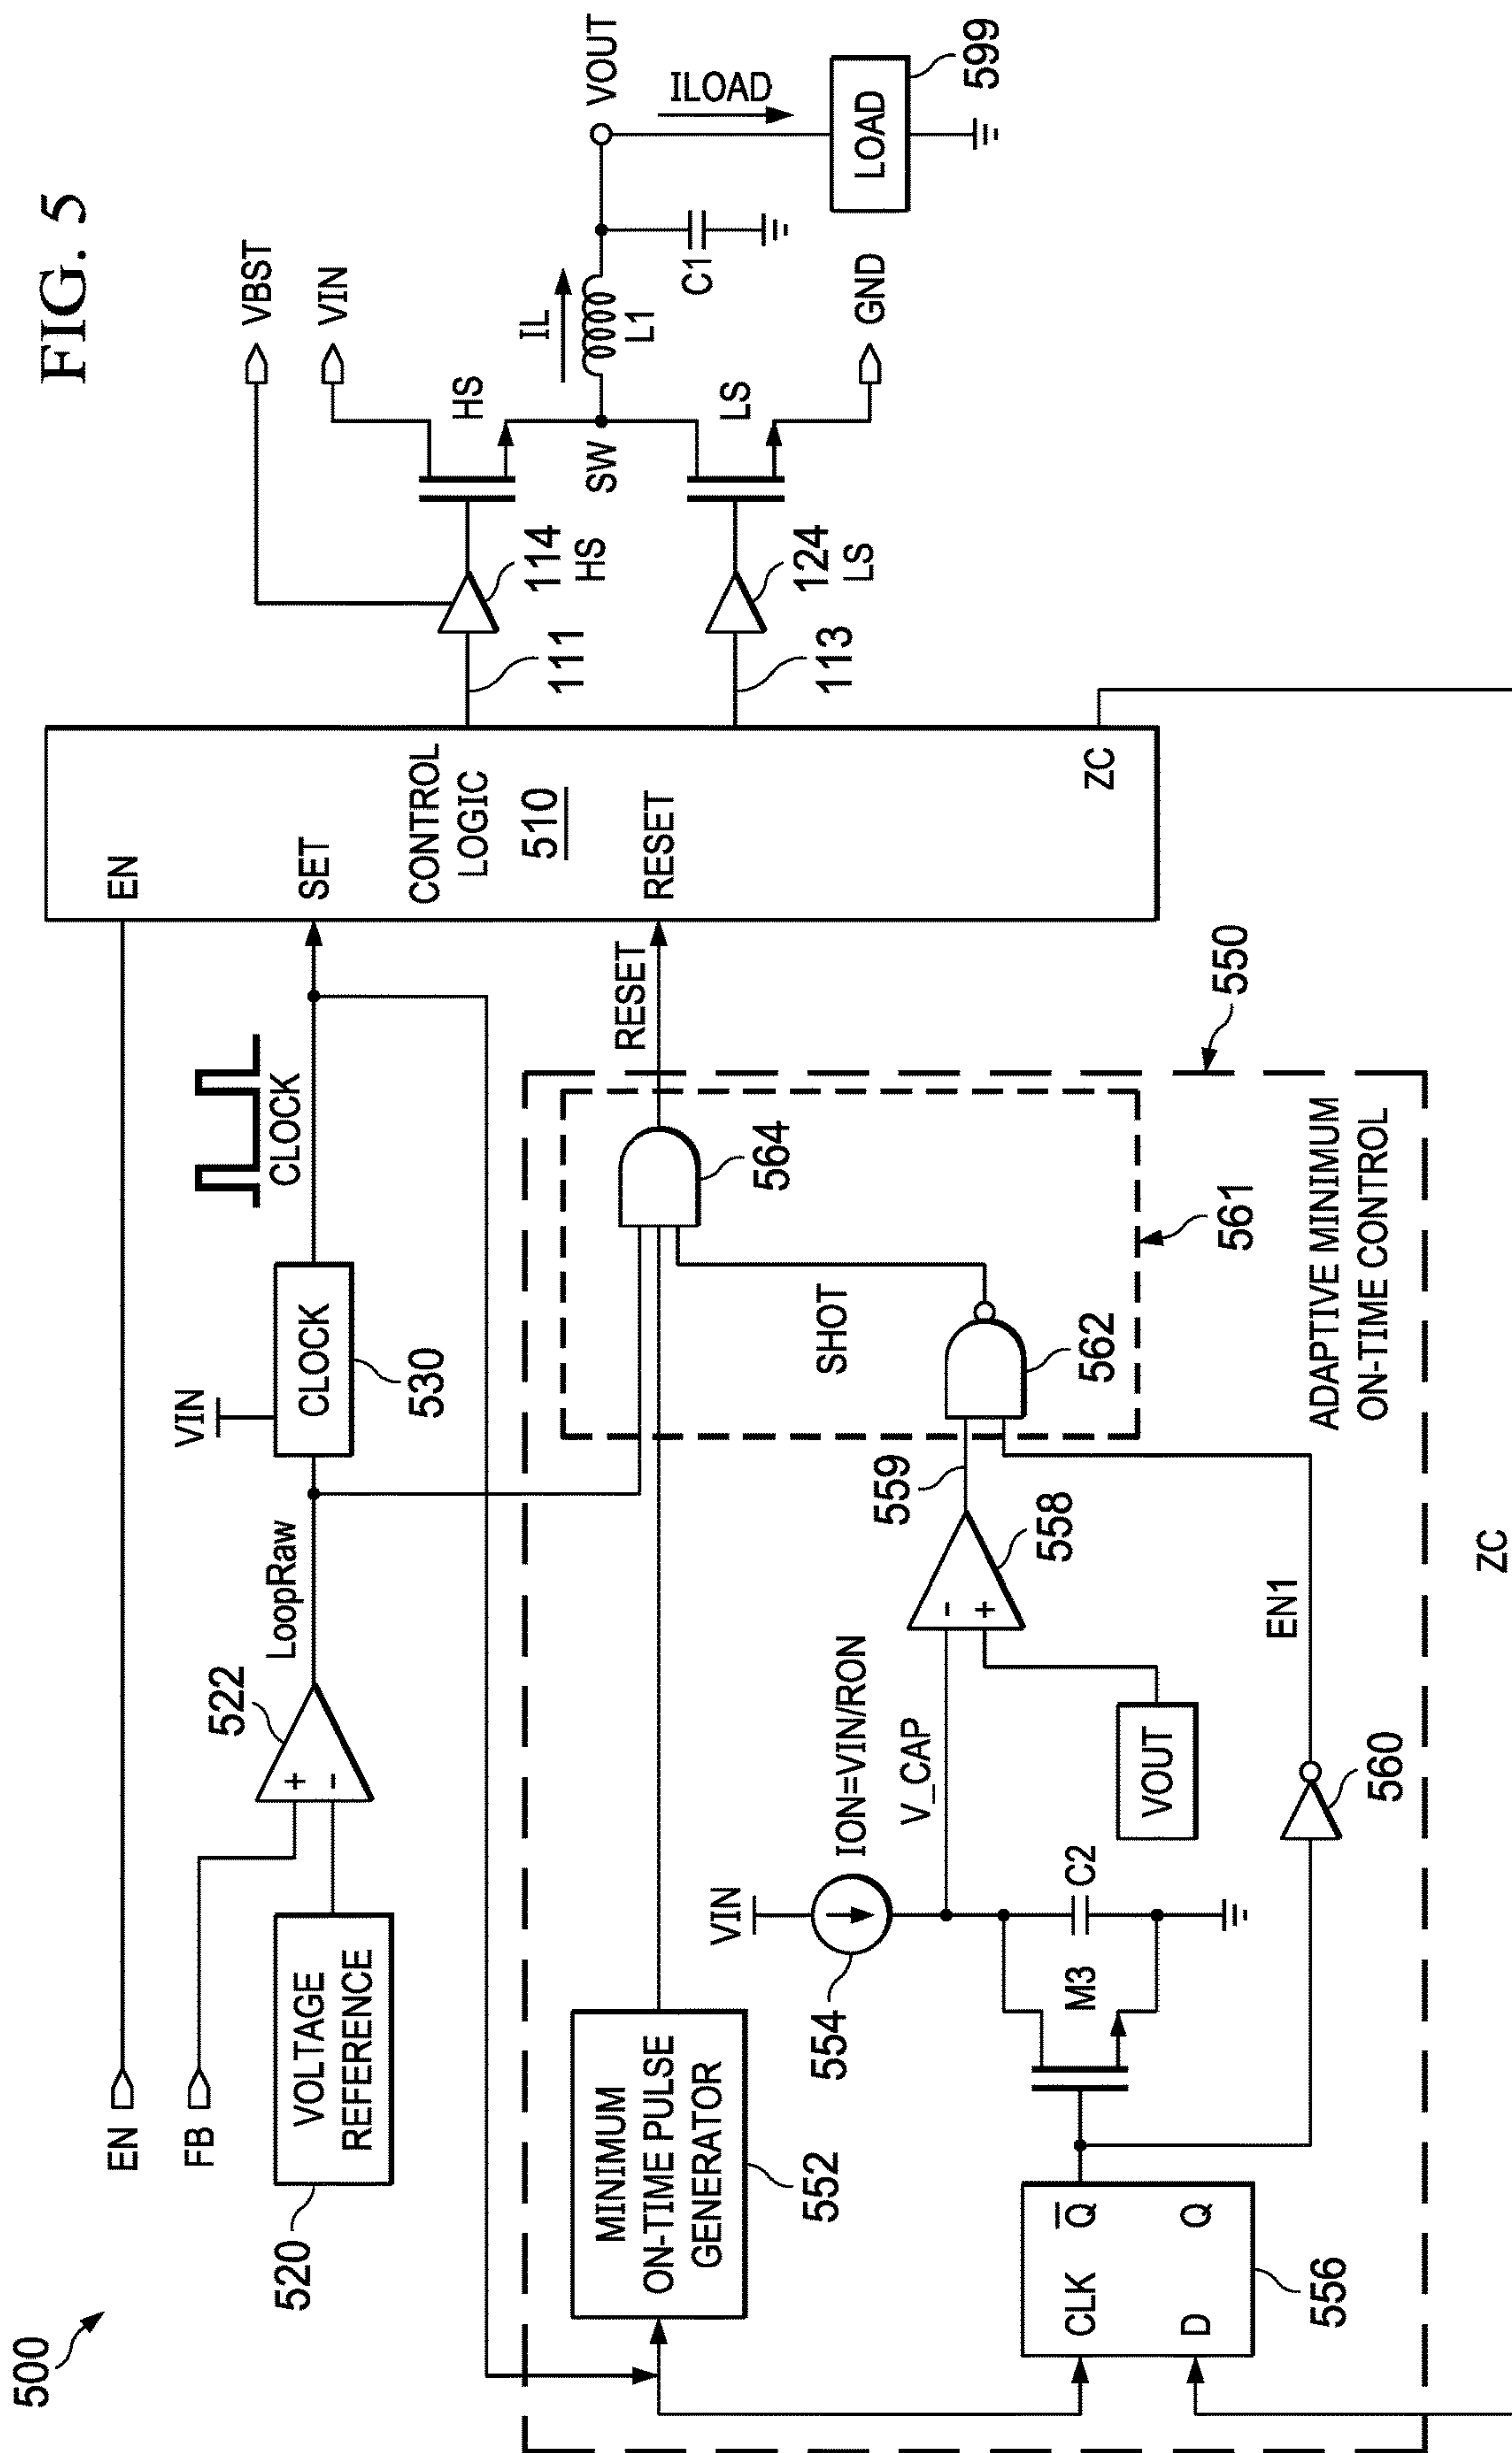 FIG. 5
500
EN
FB
VOLTAGE
REFERENCE
520
+
-
522
LoopRaw
VIN
CLOCK
530
CLOCK
EN
SET
CONTROL
LOGIC
510
RESET
ZC
111
113
114
HS
124
LS
VBST
VIN
HS
SW
LS
GND
IL
L1
C1
VOUT
ILOAD
LOAD
599
MINIMUM
ON-TIME PULSE
GENERATOR
552
VIN
554
ION=VIN/RON
V_CAP
M3
C2
CLK
Q
D
Q
556
VOUT
-
+
558
559
560
EN1
562
SHOT
564
561
RESET
550
ADAPTIVE MINIMUM
ON-TIME CONTROL
ZC